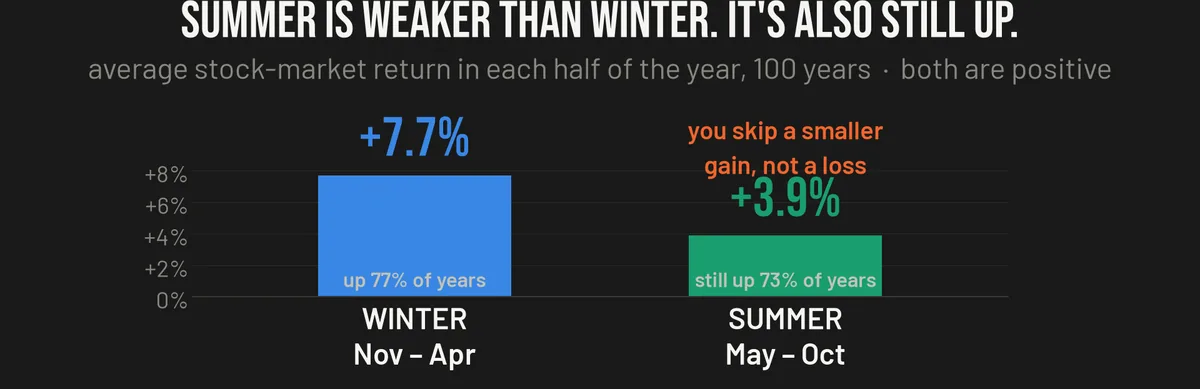 SUMMER IS WEAKER THAN WINTER. IT'S ALSO STILL UP.
average stock-market return in each half of the year, 100 years · both are positive
+7.7%
you skip a smaller
gain, not a loss
+3.9%
+8%
+6%
+4%
+2%
0%
up 77% of years
still up 73% of years
WINTER
Nov – Apr
SUMMER
May – Oct